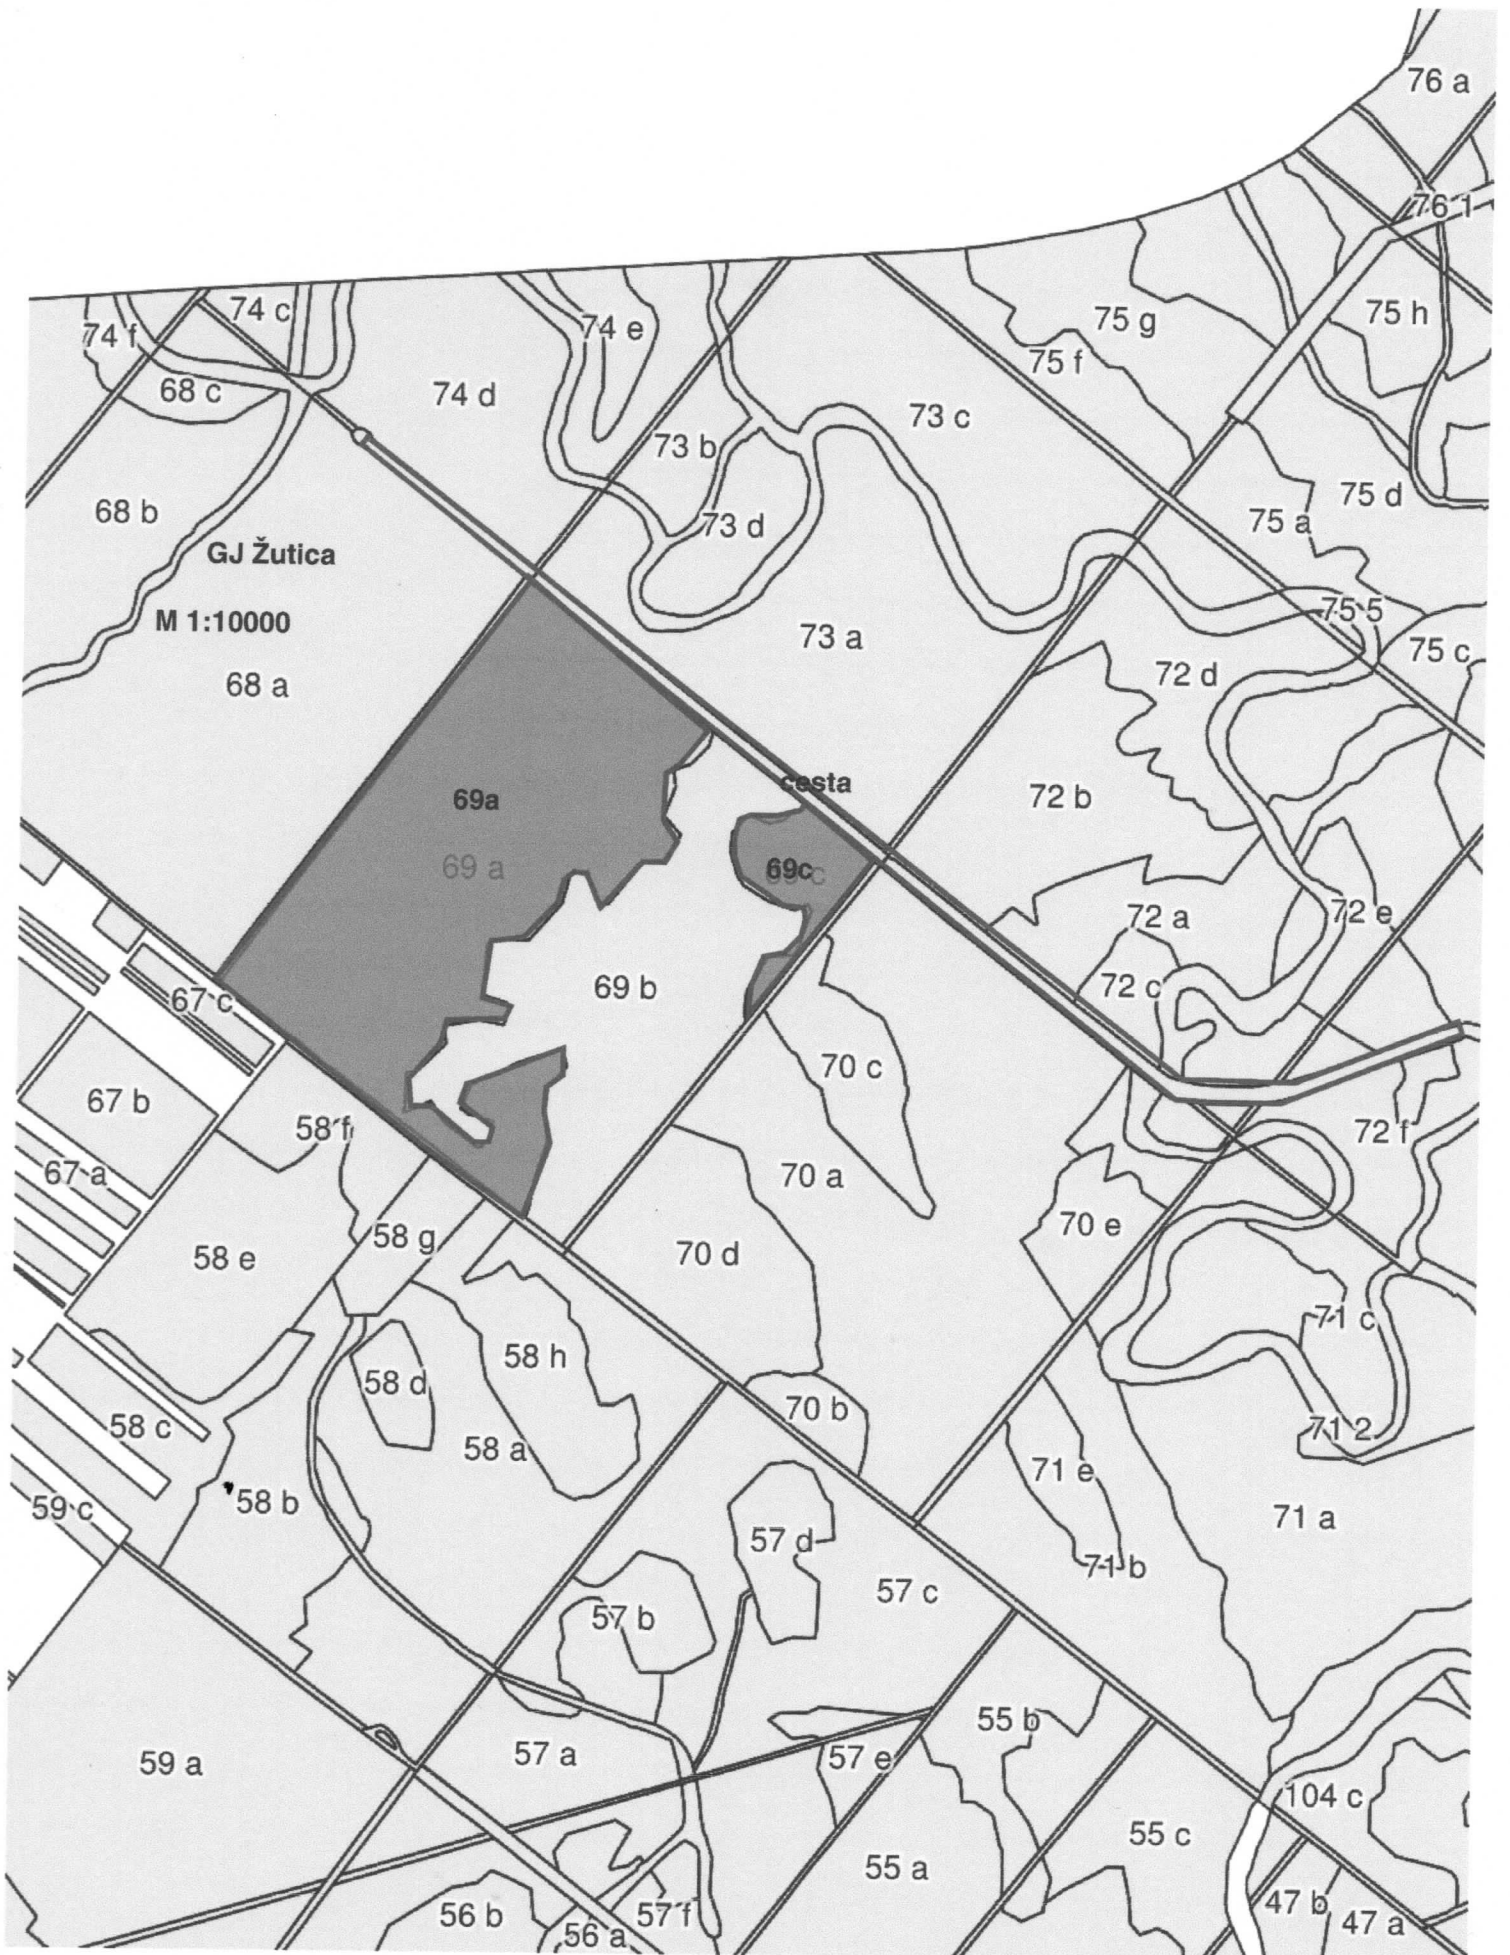 76 a
76 1
74 c
74 f
74 e
75 g
75 h
75 f
68 c
74 d
73 c
73 b
68 b
73 d
75 a
75 d
GJ Žutica
M 1:10000
75 5
73 a
75 c
68 a
72 d
cesta
69a
72 b
69 a
69c
72 a
72 e
67 c
69 b
72 c
70 c
67 b
58 f
72 f
67 a
70 a
58 g
70 e
58 e
70 d
71 c
58 h
58 d
70 b
58 c
58 a
71 2
71 e
59 c
58 b
71 a
57 d
71 b
57 c
57 b
55 b
59 a
57 a
57 e
104 c
55 c
55 a
56 b
57 f
56 a
47 b
47 a